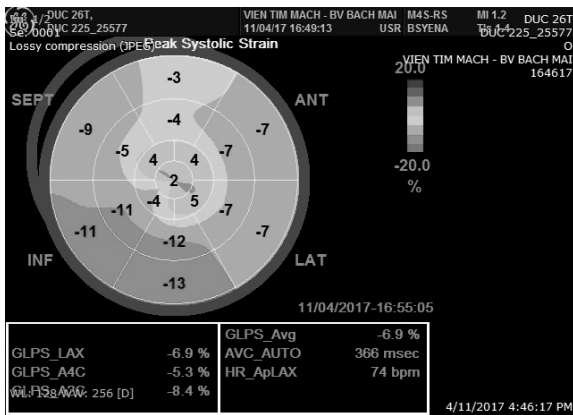 DUC 26T,
VIEN TIM MACH - BV BACH MAI M4S-RS MI 1.2
DUC 26T
Im: 1/2
DUC 225_25577
11/04/17 16:49:13 USR BSYENA
DUC225_25577
Se: 0001
O
Lossy compression (JPEG)
Peak Systolic Strain
VIEN TIM MACH - BV BACH MAI
164617
20.0
-20.0
%
SEPT
ANT
INF
LAT
-3
-9
-4
-7
-5
4
4
-7
2
-11
-4
5
-7
-11
-12
-7
-13
11/04/2017-16:55:05
GLPS_LAX -6.9 %
GLPS_A4C -5.3 %
GLPS_A2C -8.4 %
WL: 128 WW: 256 [D]
GLPS_Avg -6.9 %
AVC_AUTO 366 msec
HR_ApLAX 74 bpm
4/11/2017 4:46:17 PM